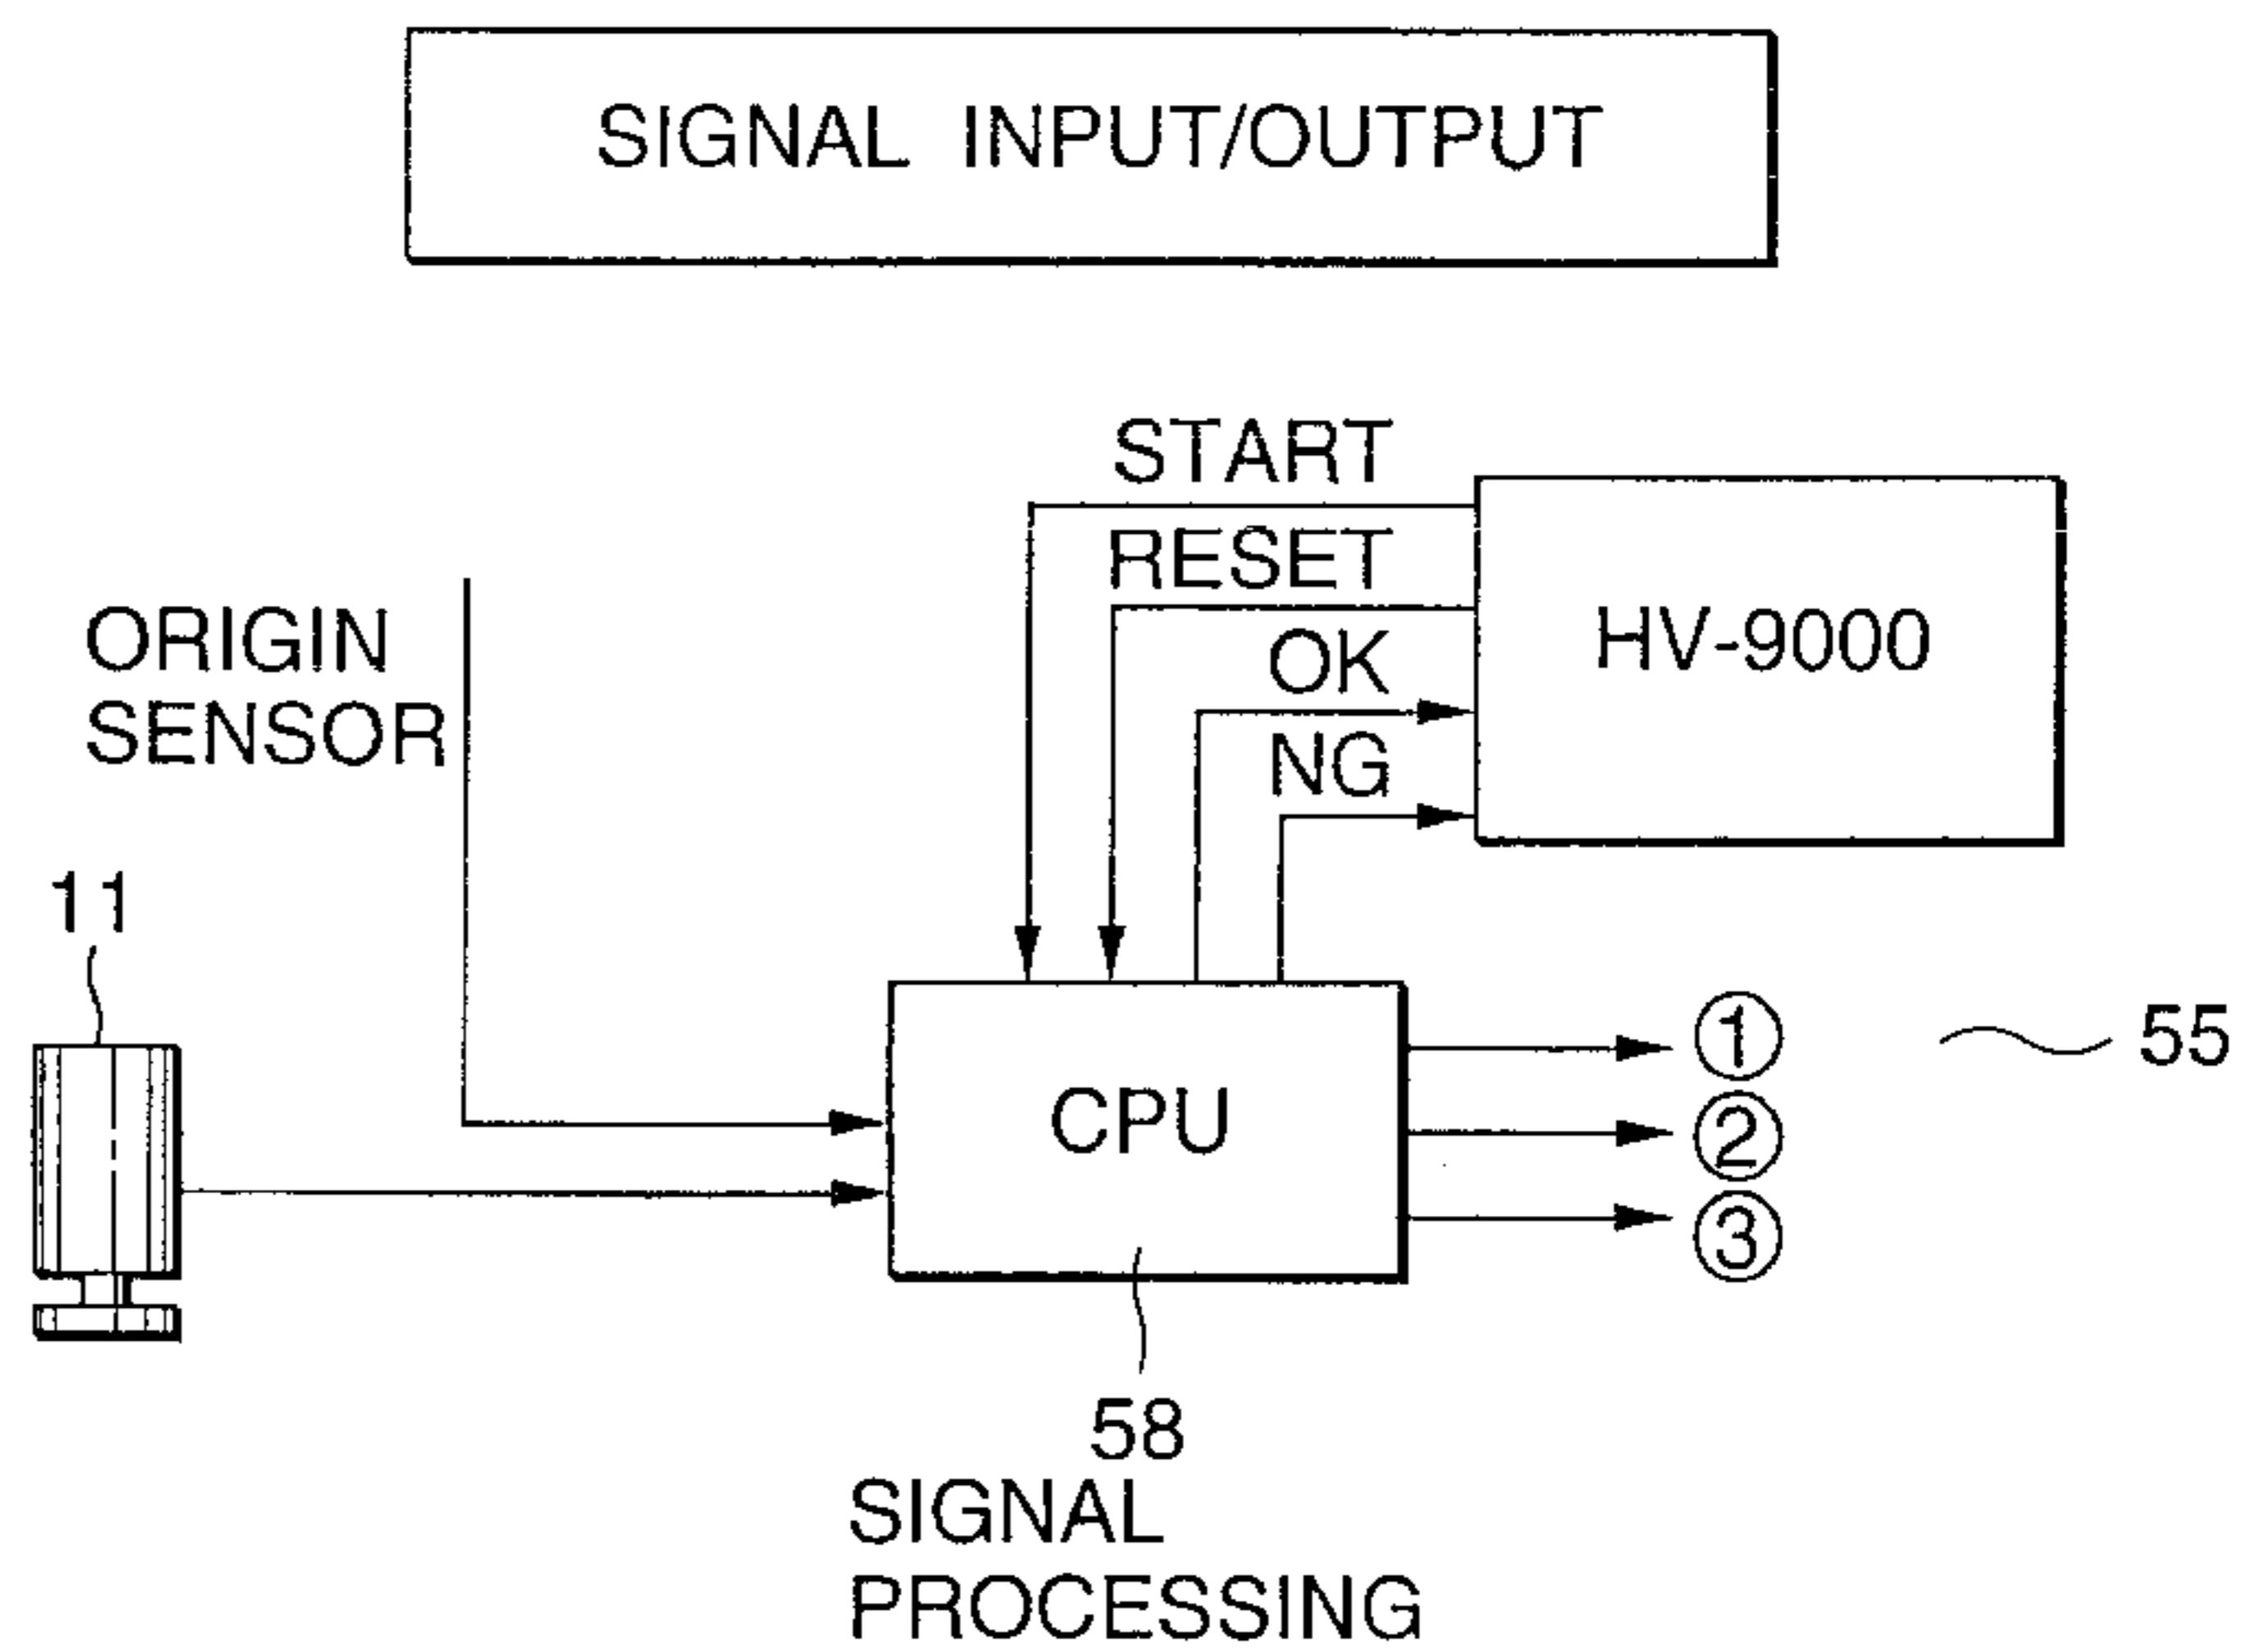 SIGNAL INPUT/OUTPUT
START
RESET
OK
NG
HV-9000
ORIGIN
SENSOR
11
CPU
①
②
③
55
58
SIGNAL
PROCESSING